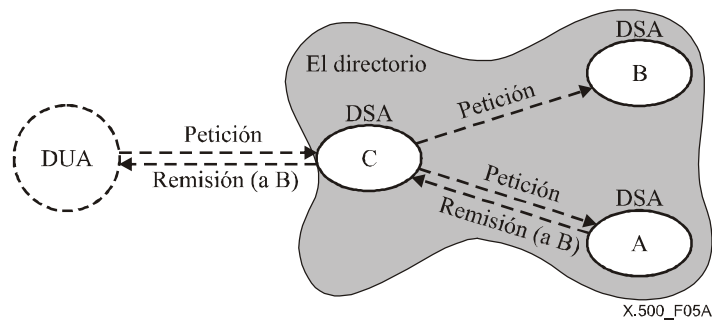 DSA
El directorio
B
Petición
DSA
Petición
DUA
C
Remisión (a B)
Petición
DSA
Remisión (a B)
A
X.500_F05A